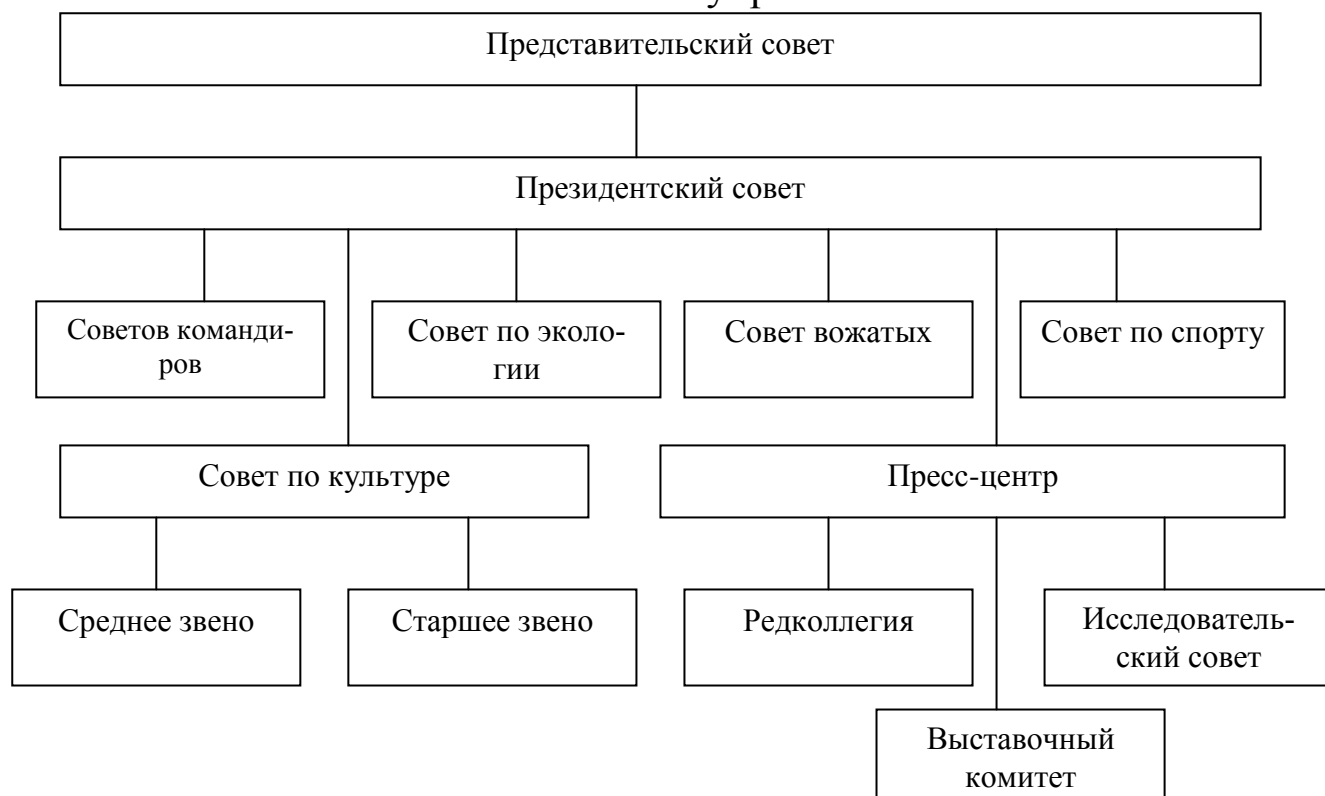 Представительский совет
Президентский совет
Советов команди-
ров
Совет по эколо-
гии
Совет вожатых
Совет по спорту
Совет по культуре
Пресс-центр
Среднее звено
Старшее звено
Редколлегия
Исследователь-
ский совет
Выставочный
комитет